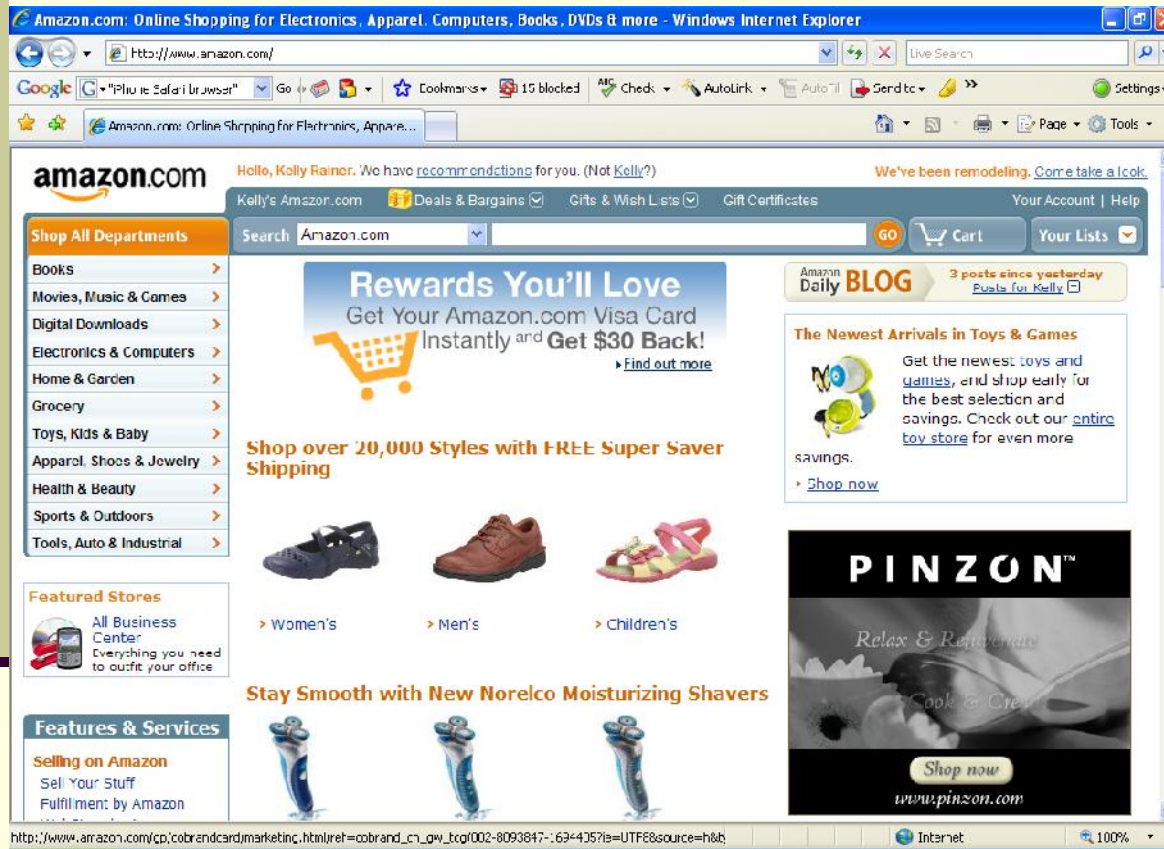 Amazon.com: Online Shopping for Electronics, Apparel, Computers, Books, DVDs & more - Windows Internet Explorer
http://www.amazon.com/
Live Search
Google G "iPhone Safari browser" Go 15 blocked Check AutoLink AutoFill Send to Settings
Amazon.com: Online Shopping for Electronics, Appare... Page Tools
amazon.com
Hello, Kelly Rainer. We have recommendations for you. (Not Kelly?)
We've been remodeling. Come take a look.
Kelly's Amazon.com Deals & Bargains Gifts & Wish Lists Gift Certificates Your Account | Help
Shop All Departments Search Amazon.com GO Cart Your Lists
Books
Movies, Music & Games
Digital Downloads
Electronics & Computers
Home & Garden
Grocery
Toys, Kids & Baby
Apparel, Shoes & Jewelry
Health & Beauty
Sports & Outdoors
Tools, Auto & Industrial
Featured Stores
All Business
Center
Everything you need
to outfit your office
Features & Services
Selling on Amazon
Sell Your Stuff
Fulfillment by Amazon
Rewards You'll Love
Get Your Amazon.com Visa Card
Instantly and Get $30 Back!
Find out more
Shop over 20,000 Styles with FREE Super Saver
Shipping
Women's Men's Children's
Stay Smooth with New Norelco Moisturizing Shavers
Amazon
Daily BLOG
3 posts since yesterday
Posts for Kelly
The Newest Arrivals in Toys & Games
Get the newest toys and
games, and shop early for
the best selection and
savings. Check out our entire
toy store for even more
savings.
Shop now
PINZON™
Relax & Rejuvenate
Cook & Cre
Shop now
www.pinzon.com
Internet 100%